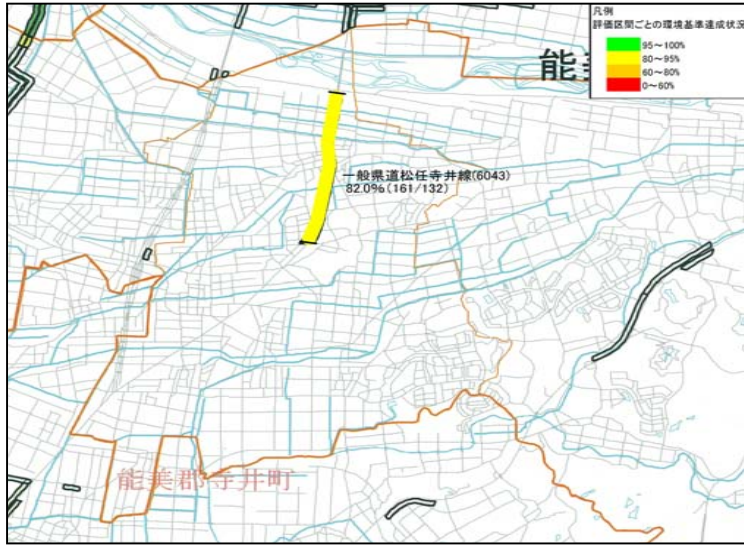 凡例
評価区間ごとの環境基準達成状況
95～100%
80～95%
60～80%
0～60%
能
一般県道松任寺井線(6043)
82.0%(161/132)
能美郡寺井町